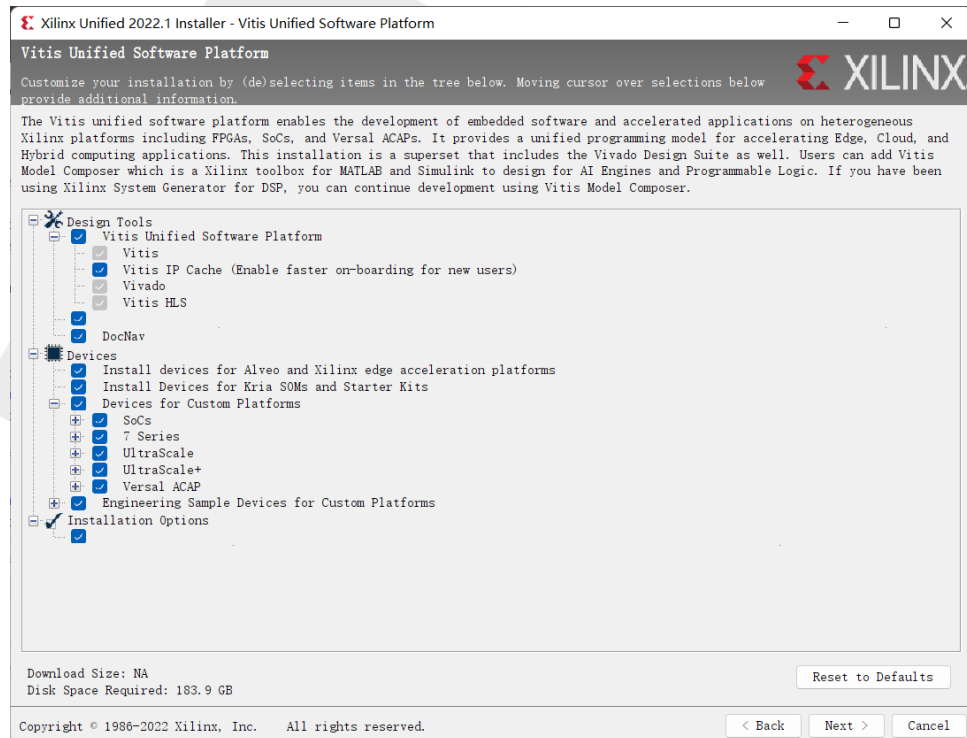 Xilinx Unified 2022.1 Installer - Vitis Unified Software Platform
Vitis Unified Software Platform
Customize your installation by (de)selecting items in the tree below. Moving cursor over selections below
provide additional information.
XILINX
The Vitis unified software platform enables the development of embedded software and accelerated applications on heterogeneous
Xilinx platforms including FPGAs, SoCs, and Versal ACAPs. It provides a unified programming model for accelerating Edge, Cloud, and
Hybrid computing applications. This installation is a superset that includes the Vivado Design Suite as well. Users can add Vitis
Model Composer which is a Xilinx toolbox for MATLAB and Simulink to design for AI Engines and Programmable Logic. If you have been
using Xilinx System Generator for DSP, you can continue development using Vitis Model Composer.
Design Tools
Vitis Unified Software Platform
Vitis
Vitis IP Cache (Enable faster on-boarding for new users)
Vivado
Vitis HLS
DocNav
Devices
Install devices for Alveo and Xilinx edge acceleration platforms
Install Devices for Kria SOMs and Starter Kits
Devices for Custom Platforms
SoCs
7 Series
UltraScale
UltraScale+
Versal ACAP
Engineering Sample Devices for Custom Platforms
Installation Options
Download Size: NA
Disk Space Required: 183.9 GB
Reset to Defaults
Copyright © 1986-2022 Xilinx, Inc. All rights reserved.
< Back
Next >
Cancel